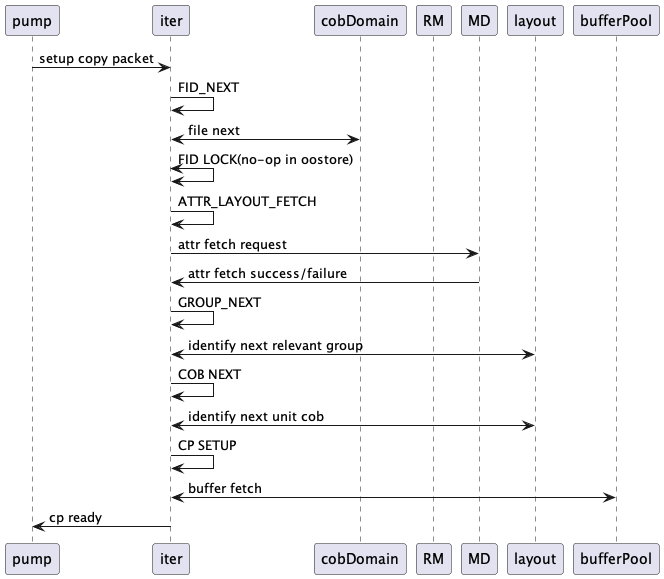 pump iter cobDomain RM MD layout bufferPool
setup copy packet
FID_NEXT
file next
FID LOCK(no-op in oostore)
ATTR_LAYOUT_FETCH
attr fetch request
attr fetch success/failure
GROUP_NEXT
identify next relevant group
COB NEXT
identify next unit cob
CP SETUP
buffer fetch
cp ready
pump iter cobDomain RM MD layout bufferPool